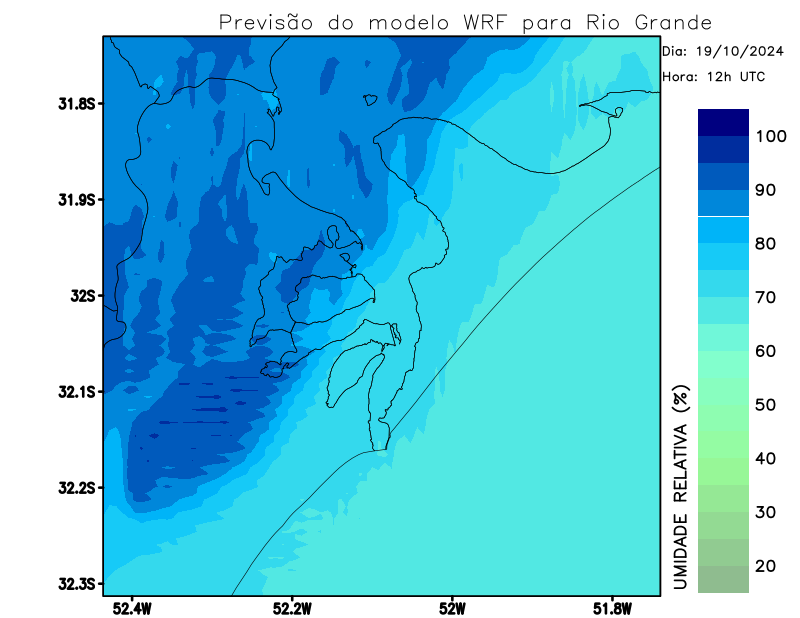 Previsão do modelo WRF para Rio Grande
Dia: 19/10/2024
Hora: 12h UTC
31.8S
31.9S
32S
32.1S
32.2S
32.3S
52.4W
52.2W
52W
51.8W
100
90
80
70
60
50
40
30
20
UMIDADE RELATIVA (%)